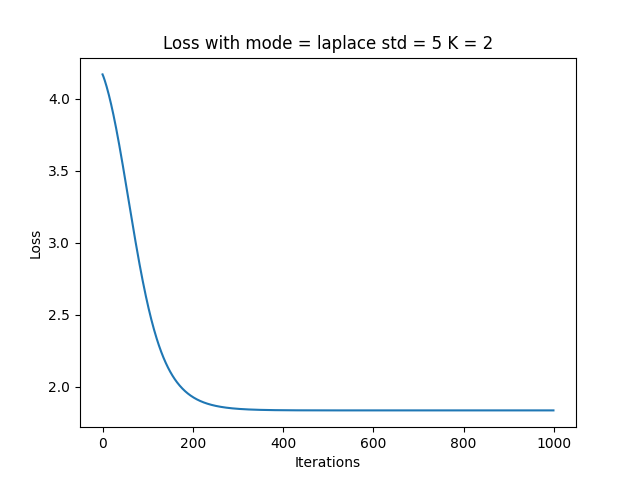 Loss with mode = laplace std = 5 K = 2
4.0
3.5
3.0
2.5
2.0
Loss
0 200 400 600 800 1000
Iterations